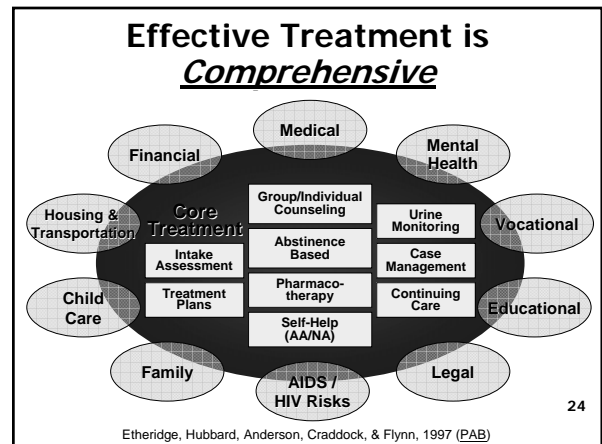 Effective Treatment is
Comprehensive
Medical
Financial
Mental
Health
Housing &
Transportation
Core
Treatment
Group/Individual
Counseling
Urine
Monitoring
Vocational
Intake
Assessment
Abstinence
Based
Case
Management
Treatment
Plans
Pharmaco-
therapy
Continuing
Care
Child
Care
Educational
Self-Help
(AA/NA)
Family
AIDS /
HIV Risks
Legal
24
Etheridge, Hubbard, Anderson, Craddock, & Flynn, 1997 (PAB)